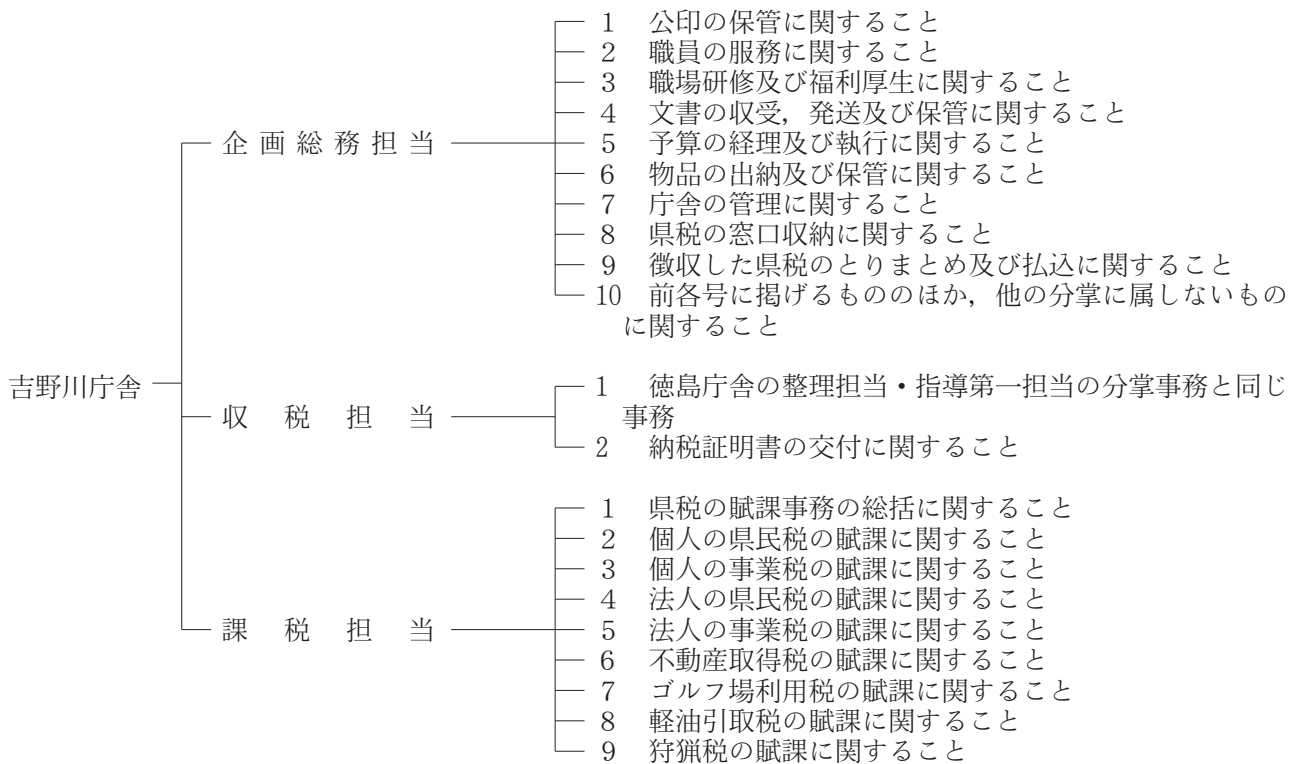 吉野川庁舎
企画総務担当
1 公印の保管に関すること
2 職員の服務に関すること
3 職場研修及び福利厚生に関すること
4 文書の収受，発送及び保管に関すること
5 予算の経理及び執行に関すること
6 物品の出納及び保管に関すること
7 庁舎の管理に関すること
8 県税の窓口収納に関すること
9 徴収した県税のとりまとめ及び払込に関すること
10 前各号に掲げるもののほか，他の分掌に属しないもの
に関すること
収税担当
1 徳島庁舎の整理担当・指導第一担当の分掌事務と同じ
事務
2 納税証明書の交付に関すること
課税担当
1 県税の賦課事務の総括に関すること
2 個人の県民税の賦課に関すること
3 個人の事業税の賦課に関すること
4 法人の県民税の賦課に関すること
5 法人の事業税の賦課に関すること
6 不動産取得税の賦課に関すること
7 ゴルフ場利用税の賦課に関すること
8 軽油引取税の賦課に関すること
9 狩猟税の賦課に関すること